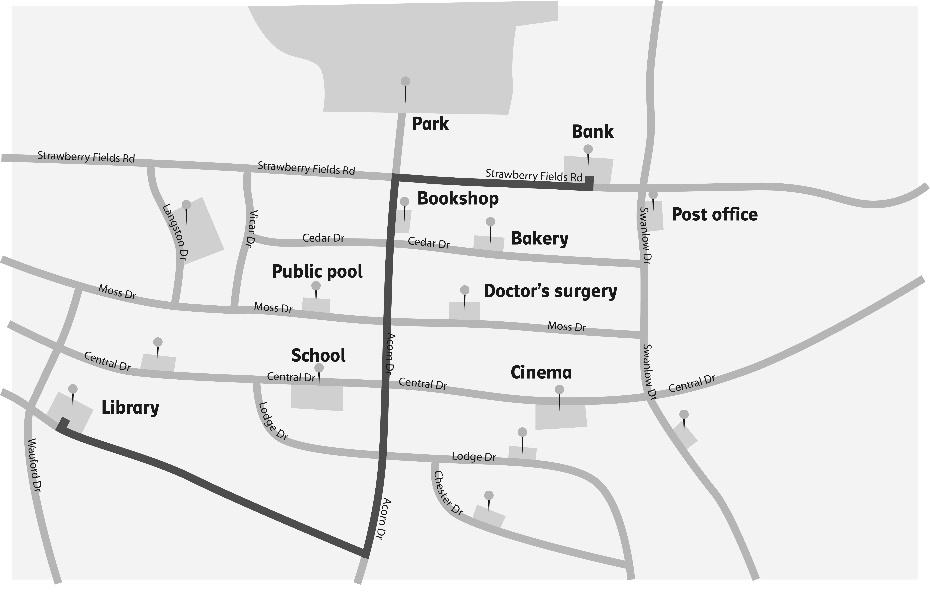 Park
Bank
Strawberry Fields Rd
Strawberry Fields Rd
Strawberry Fields Rd
Bookshop
Post office
Langston Dr
Vicar Dr
Swanlow Dr
Cedar Dr
Cedar Dr
Bakery
Public pool
Doctor's surgery
Moss Dr
Moss Dr
Moss Dr
Acorn Dr
School
Swanlow Dr
Central Dr
Central Dr
Central Dr
Cinema
Central Dr
Library
Lodge Dr
Lodge Dr
Wauford Dr
Chester Dr
Acorn Dr